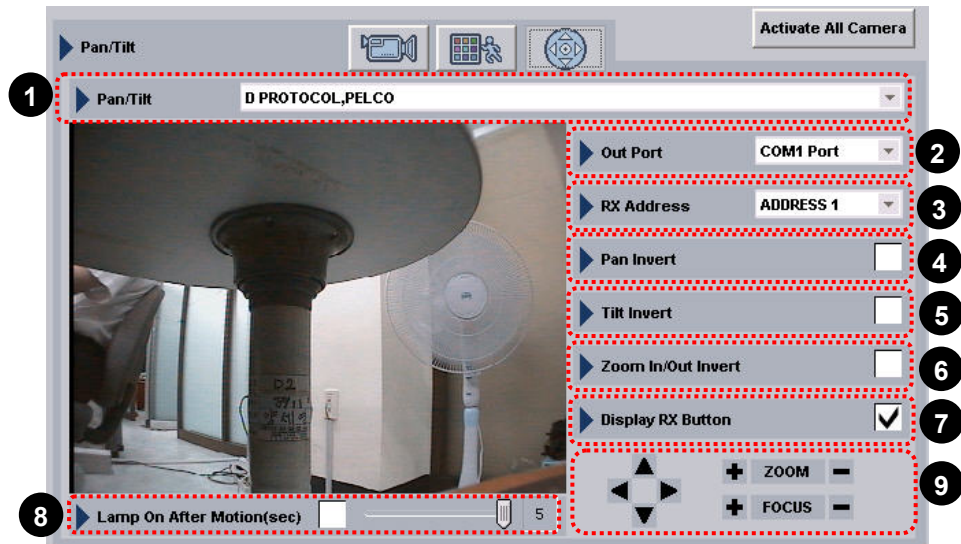 Activate All Camera
Pan/Tilt
1
Pan/Tilt
D PROTOCOL,PELCO
Out Port
COM1 Port
2
RX Address
ADDRESS 1
3
Pan Invert
4
Tilt Invert
5
Zoom In/Out Invert
6
Display RX Button
7
+ ZOOM −
+ FOCUS −
9
8
Lamp On After Motion(sec)
5
D2